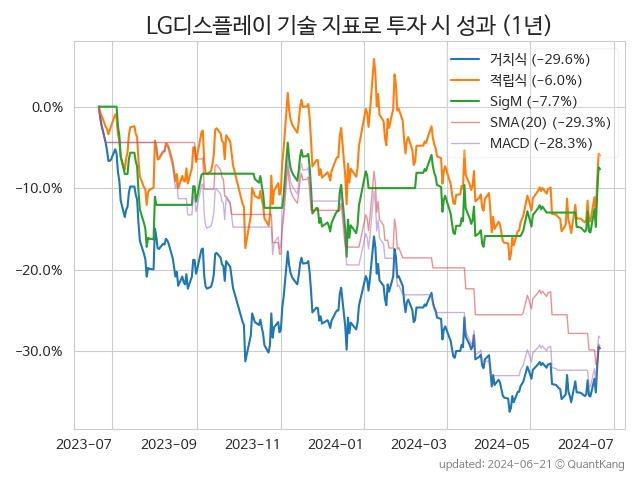 LG디스플레이 기술 지표로 투자 시 성과 (1년)
거치식 (−29.6%)
적립식 (−6.0%)
SigM (−7.7%)
SMA(20) (−29.3%)
MACD (−28.3%)
0.0%
−10.0%
−20.0%
−30.0%
2023-07 2023-09 2023-11 2024-01 2024-03 2024-05 2024-07
updated: 2024-06-21 © QuantKang